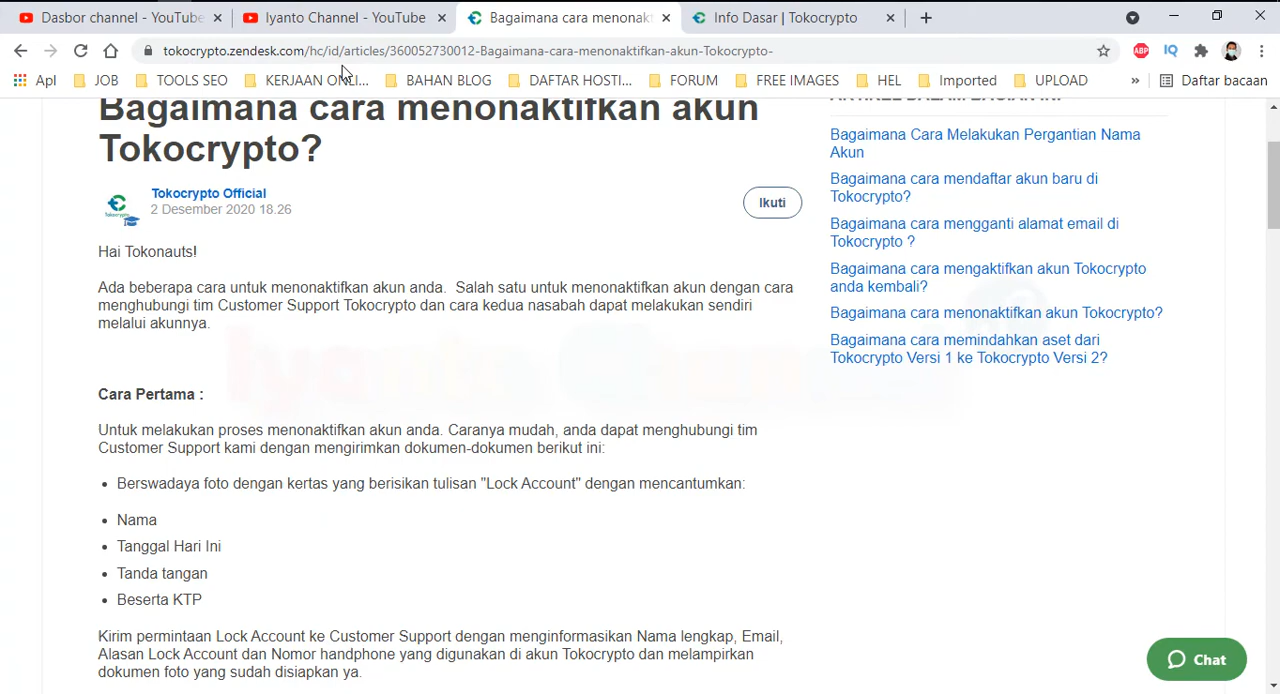 Dasbor channel - YouTube
Iyanto Channel - YouTube
Bagaimana cara menonak
Info Dasar | Tokocrypto
tokocrypto.zendesk.com/hc/id/articles/360052730012-Bagaimana-cara-menonaktifkan-akun-Tokocrypto-
ABP
IQ
Apl
JOB
TOOLS SEO
KERJAAN ONLI...
BAHAN BLOG
DAFTAR HOSTI...
FORUM
FREE IMAGES
HEL
Imported
UPLOAD
»
Daftar bacaan
Bagaimana cara menonaktifkan akun
Tokocrypto?
Tokocrypto Official
2 Desember 2020 18.26
Ikuti
Hai Tokonauts!
Ada beberapa cara untuk menonaktifkan akun anda. Salah satu untuk menonaktifkan akun dengan cara
menghubungi tim Customer Support Tokocrypto dan cara kedua nasabah dapat melakukan sendiri
melalui akunnya.
Cara Pertama :
Untuk melakukan proses menonaktifkan akun anda. Caranya mudah, anda dapat menghubungi tim
Customer Support kami dengan mengirimkan dokumen-dokumen berikut ini:
• Berswadaya foto dengan kertas yang berisikan tulisan "Lock Account" dengan mencantumkan:
• Nama
• Tanggal Hari Ini
• Tanda tangan
• Beserta KTP
Kirim permintaan Lock Account ke Customer Support dengan menginformasikan Nama lengkap, Email,
Alasan Lock Account dan Nomor handphone yang digunakan di akun Tokocrypto dan melampirkan
dokumen foto yang sudah disiapkan ya.
ARTIKEL DALAM BAGIAN INI
Bagaimana Cara Melakukan Pergantian Nama
Akun
Bagaimana cara mendaftar akun baru di
Tokocrypto?
Bagaimana cara mengganti alamat email di
Tokocrypto ?
Bagaimana cara mengaktifkan akun Tokocrypto
anda kembali?
Bagaimana cara menonaktifkan akun Tokocrypto?
Bagaimana cara memindahkan aset dari
Tokocrypto Versi 1 ke Tokocrypto Versi 2?
Chat